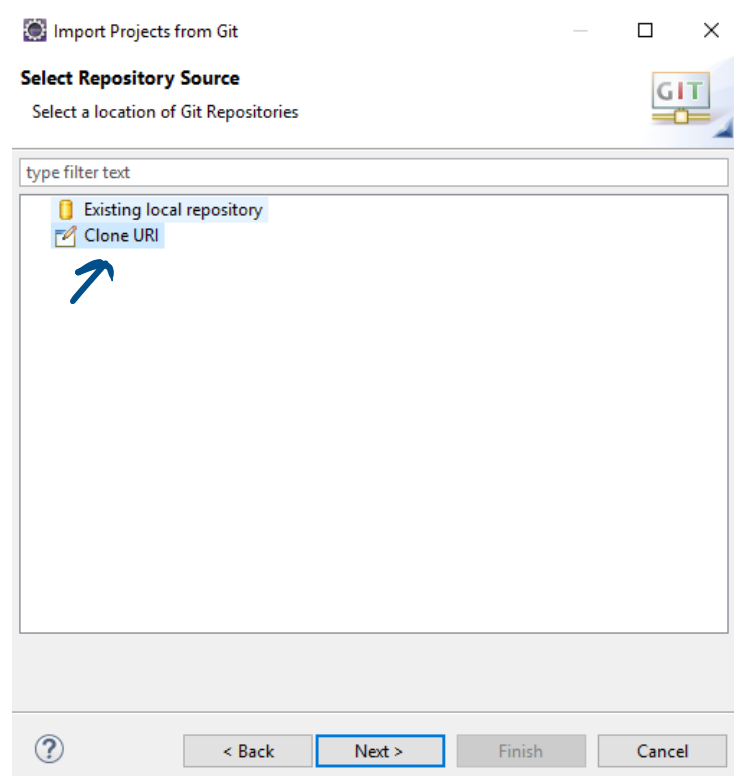 Import Projects from Git
Select Repository Source
Select a location of Git Repositories
GIT
type filter text
Existing local repository
Clone URI
?
< Back
Next >
Finish
Cancel